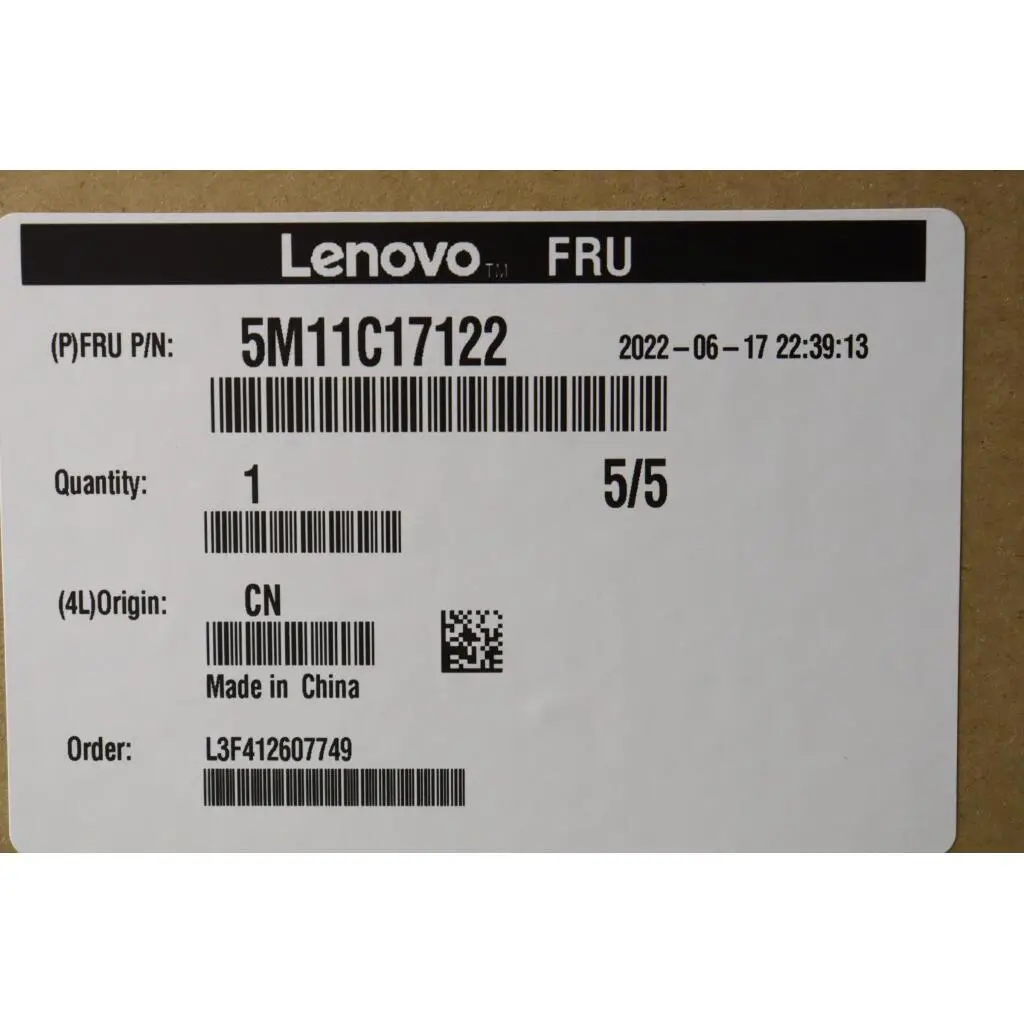 Lenovo™ FRU
(P)FRU P/N: 5M11C17122 2022-06-17 22:39:13
Quantity: 1 5/5
(4L)Origin: CN
Made in China
Order: L3F412607749